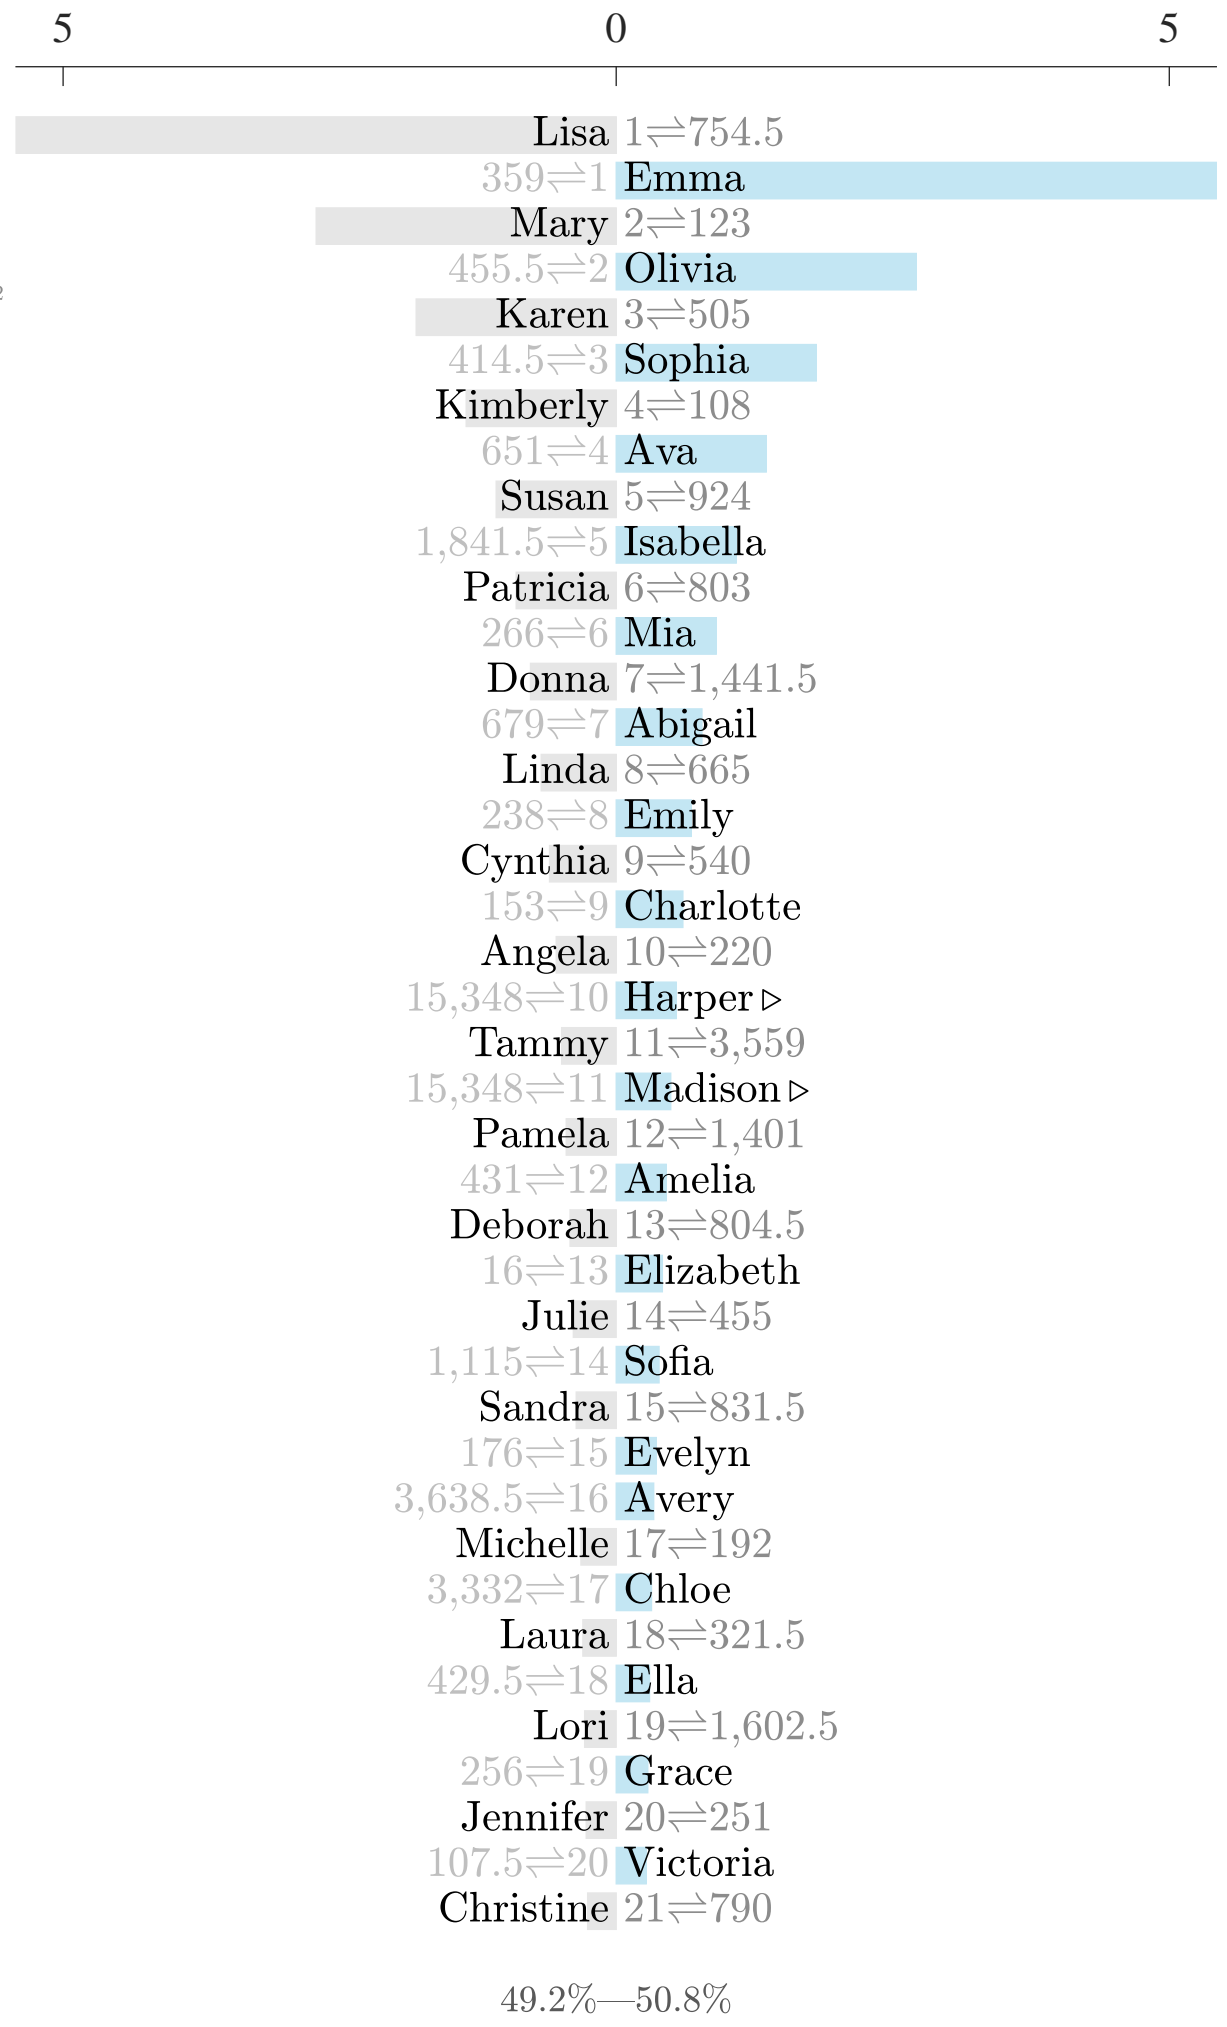 5 0 5
Lisa 1⇌754.5
359⇌1 Emma
Mary 2⇌123
455.5⇌2 Olivia
2
Karen 3⇌505
414.5⇌3 Sophia
Kimberly 4⇌108
651⇌4 Ava
Susan 5⇌924
1,841.5⇌5 Isabella
Patricia 6⇌803
266⇌6 Mia
Donna 7⇌1,441.5
679⇌7 Abigail
Linda 8⇌665
238⇌8 Emily
Cynthia 9⇌540
153⇌9 Charlotte
Angela 10⇌220
15,348⇌10 Harper ▷
Tammy 11⇌3,559
15,348⇌11 Madison ▷
Pamela 12⇌1,401
431⇌12 Amelia
Deborah 13⇌804.5
16⇌13 Elizabeth
Julie 14⇌455
1,115⇌14 Sofia
Sandra 15⇌831.5
176⇌15 Evelyn
3,638.5⇌16 Avery
Michelle 17⇌192
3,332⇌17 Chloe
Laura 18⇌321.5
429.5⇌18 Ella
Lori 19⇌1,602.5
256⇌19 Grace
Jennifer 20⇌251
107.5⇌20 Victoria
Christine 21⇌790
49.2%—50.8%